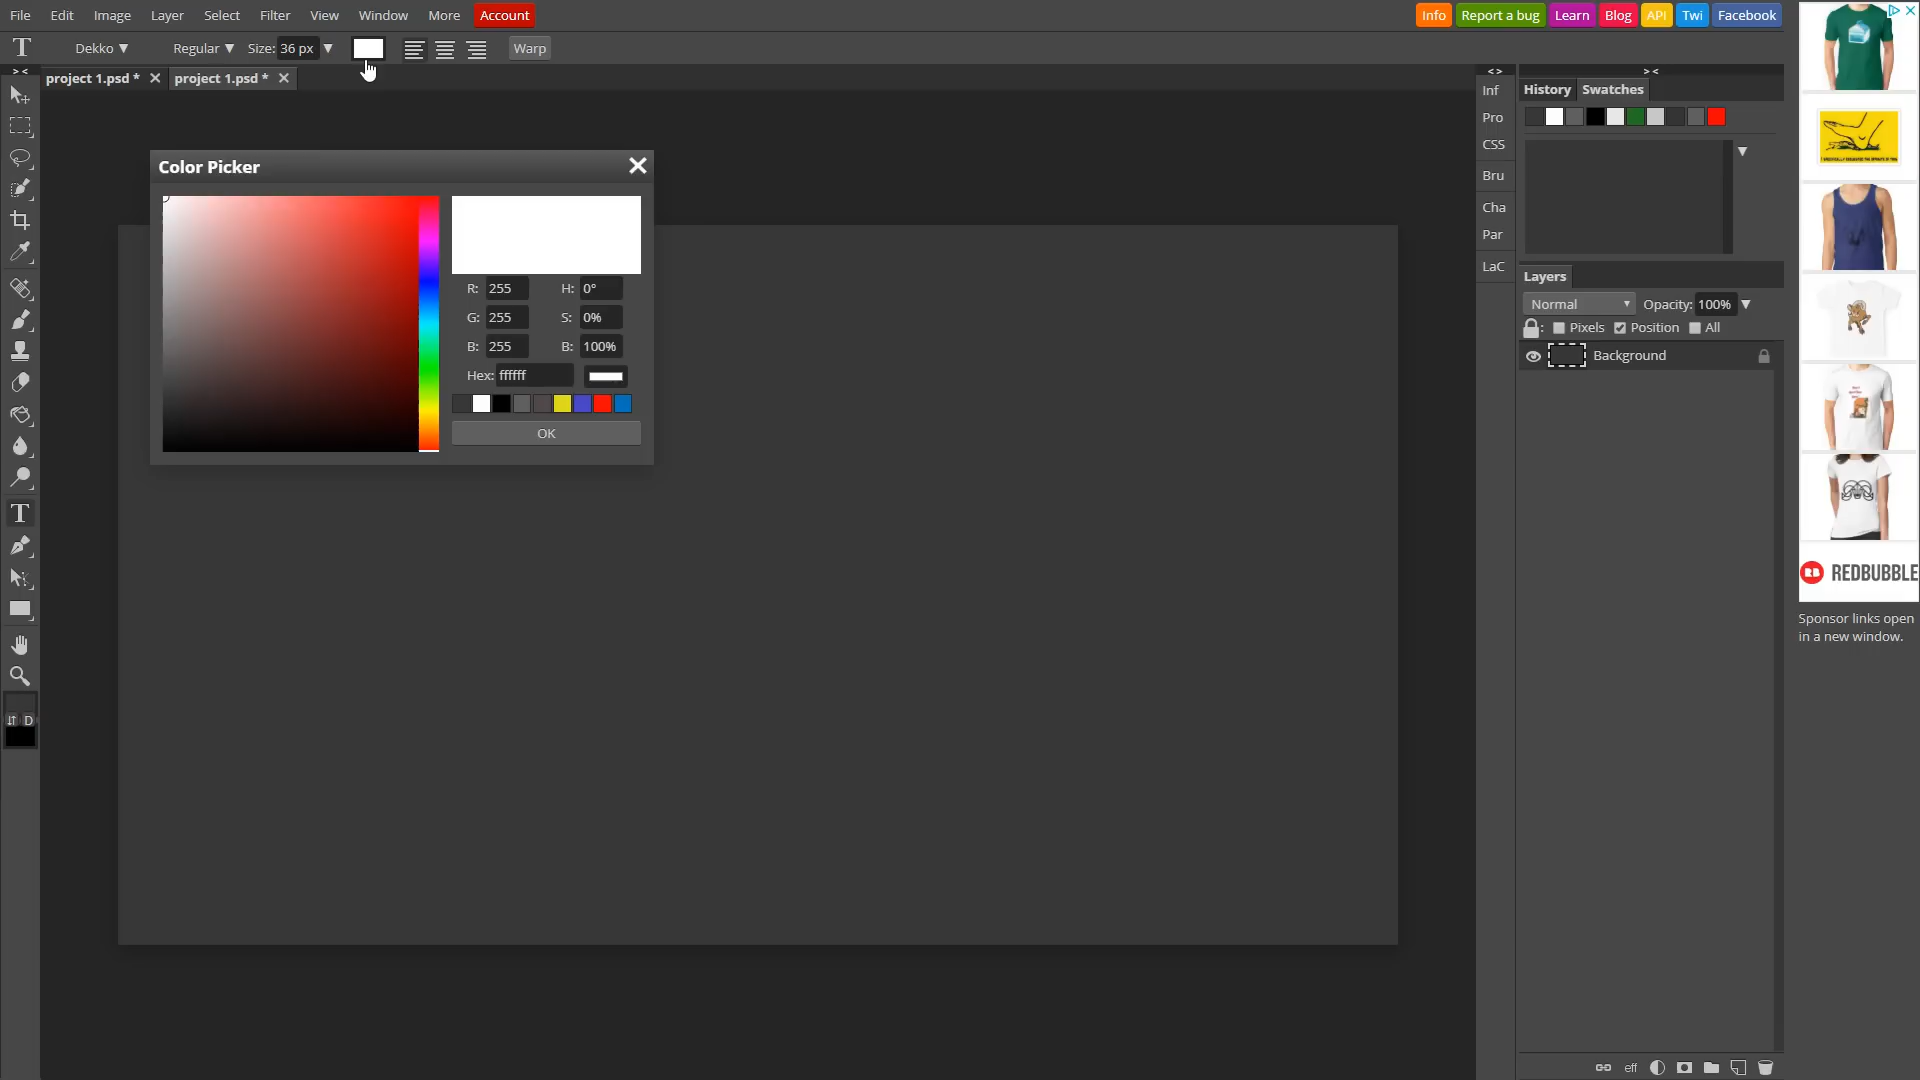 File Edit Image Layer Select Filter View Window More Account
Info Report a bug Learn Blog API Twi Facebook
T Dekko Regular Size: 36 px Warp
project 1.psd * project 1.psd *
Inf
Pro
CSS
Bru
Cha
Par
LaC
History Swatches
Color Picker
R: 255 H: 0°
G: 255 S: 0%
B: 255 B: 100%
Hex: ffffff
OK
Layers
Normal Opacity: 100%
Pixels Position All
Background
T
D
eff
REDBUBBLE
Sponsor links open
in a new window.